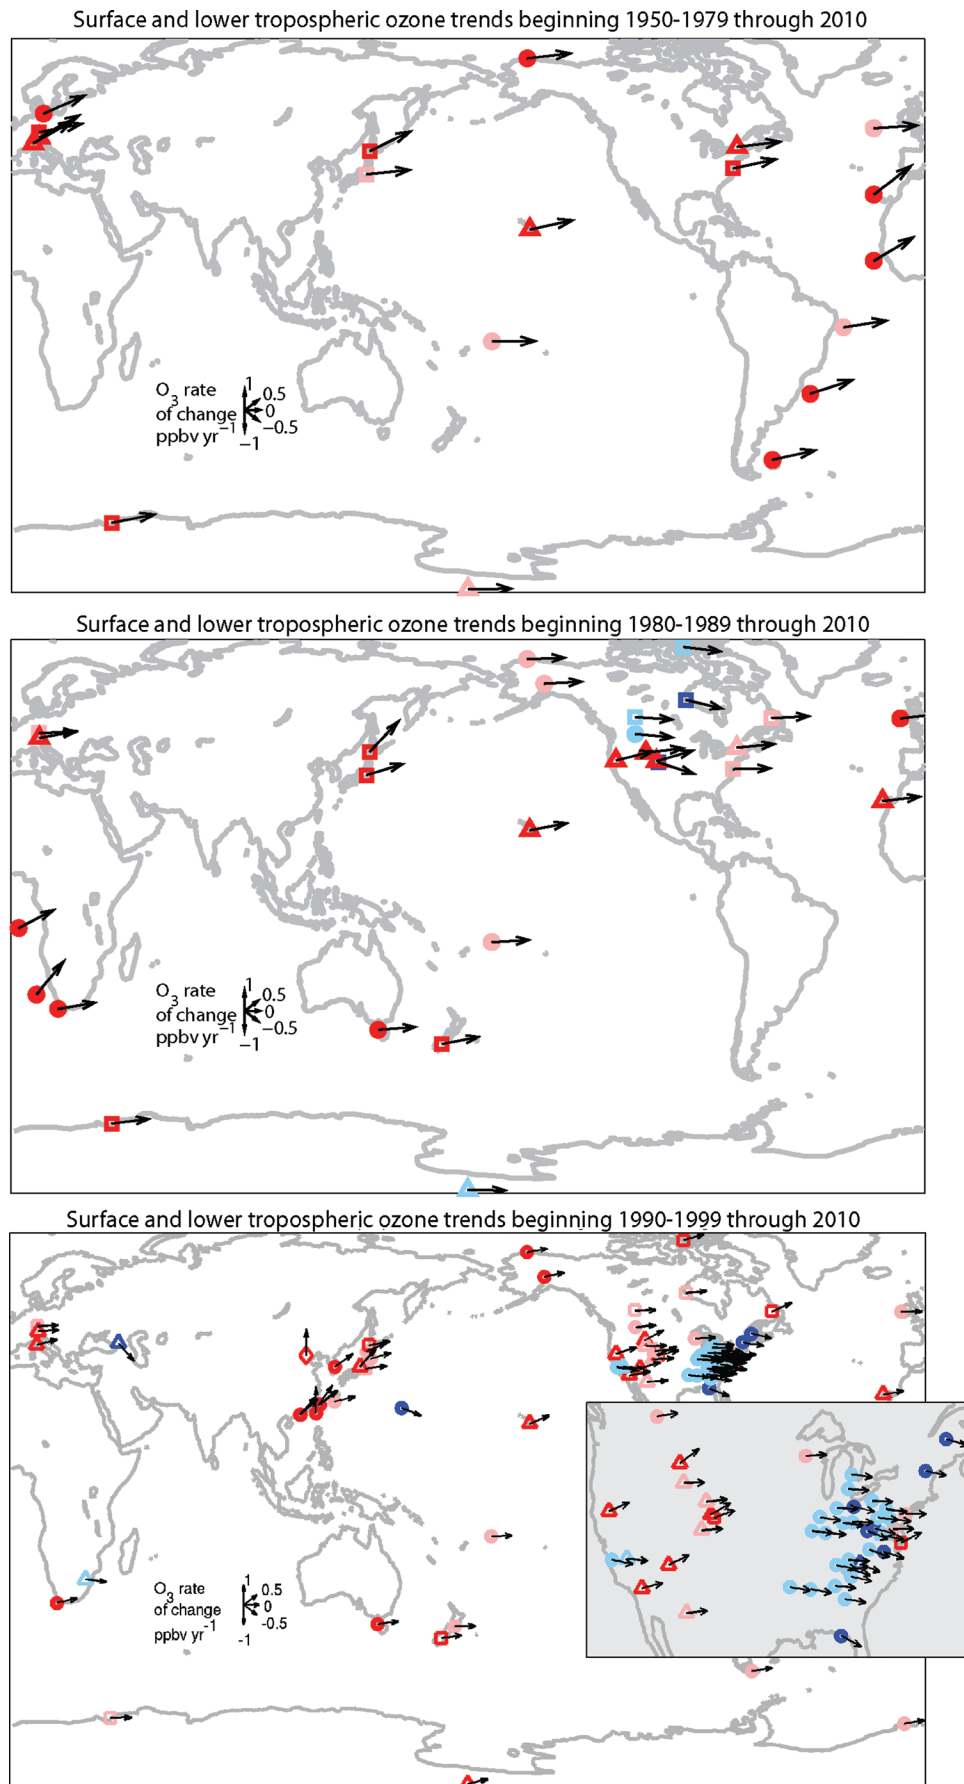 Surface and lower tropospheric ozone trends beginning 1950-1979 through 2010
O3 rate
of change
ppbv yr−1
1
0.5
0
−0.5
−1
Surface and lower tropospheric ozone trends beginning 1980-1989 through 2010
O3 rate
of change
ppbv yr−1
1
0.5
0
−0.5
−1
Surface and lower tropospheric ozone trends beginning 1990-1999 through 2010
O3 rate
of change
ppbv yr-1
1
0.5
0
-0.5
-1